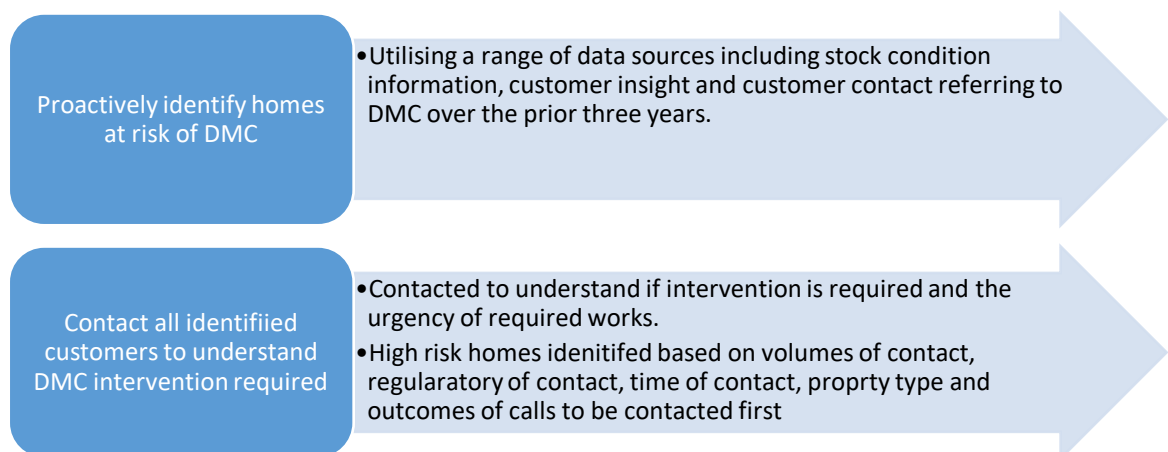 Proactively identify homes
at risk of DMC
•Utilising a range of data sources including stock condition
information, customer insight and customer contact referring to
DMC over the prior three years.
Contact all identifiied
customers to understand
DMC intervention required
•Contacted to understand if intervention is required and the
urgency of required works.
•High risk homes idenitifed based on volumes of contact,
regularatory of contact, time of contact, proprty type and
outcomes of calls to be contacted first